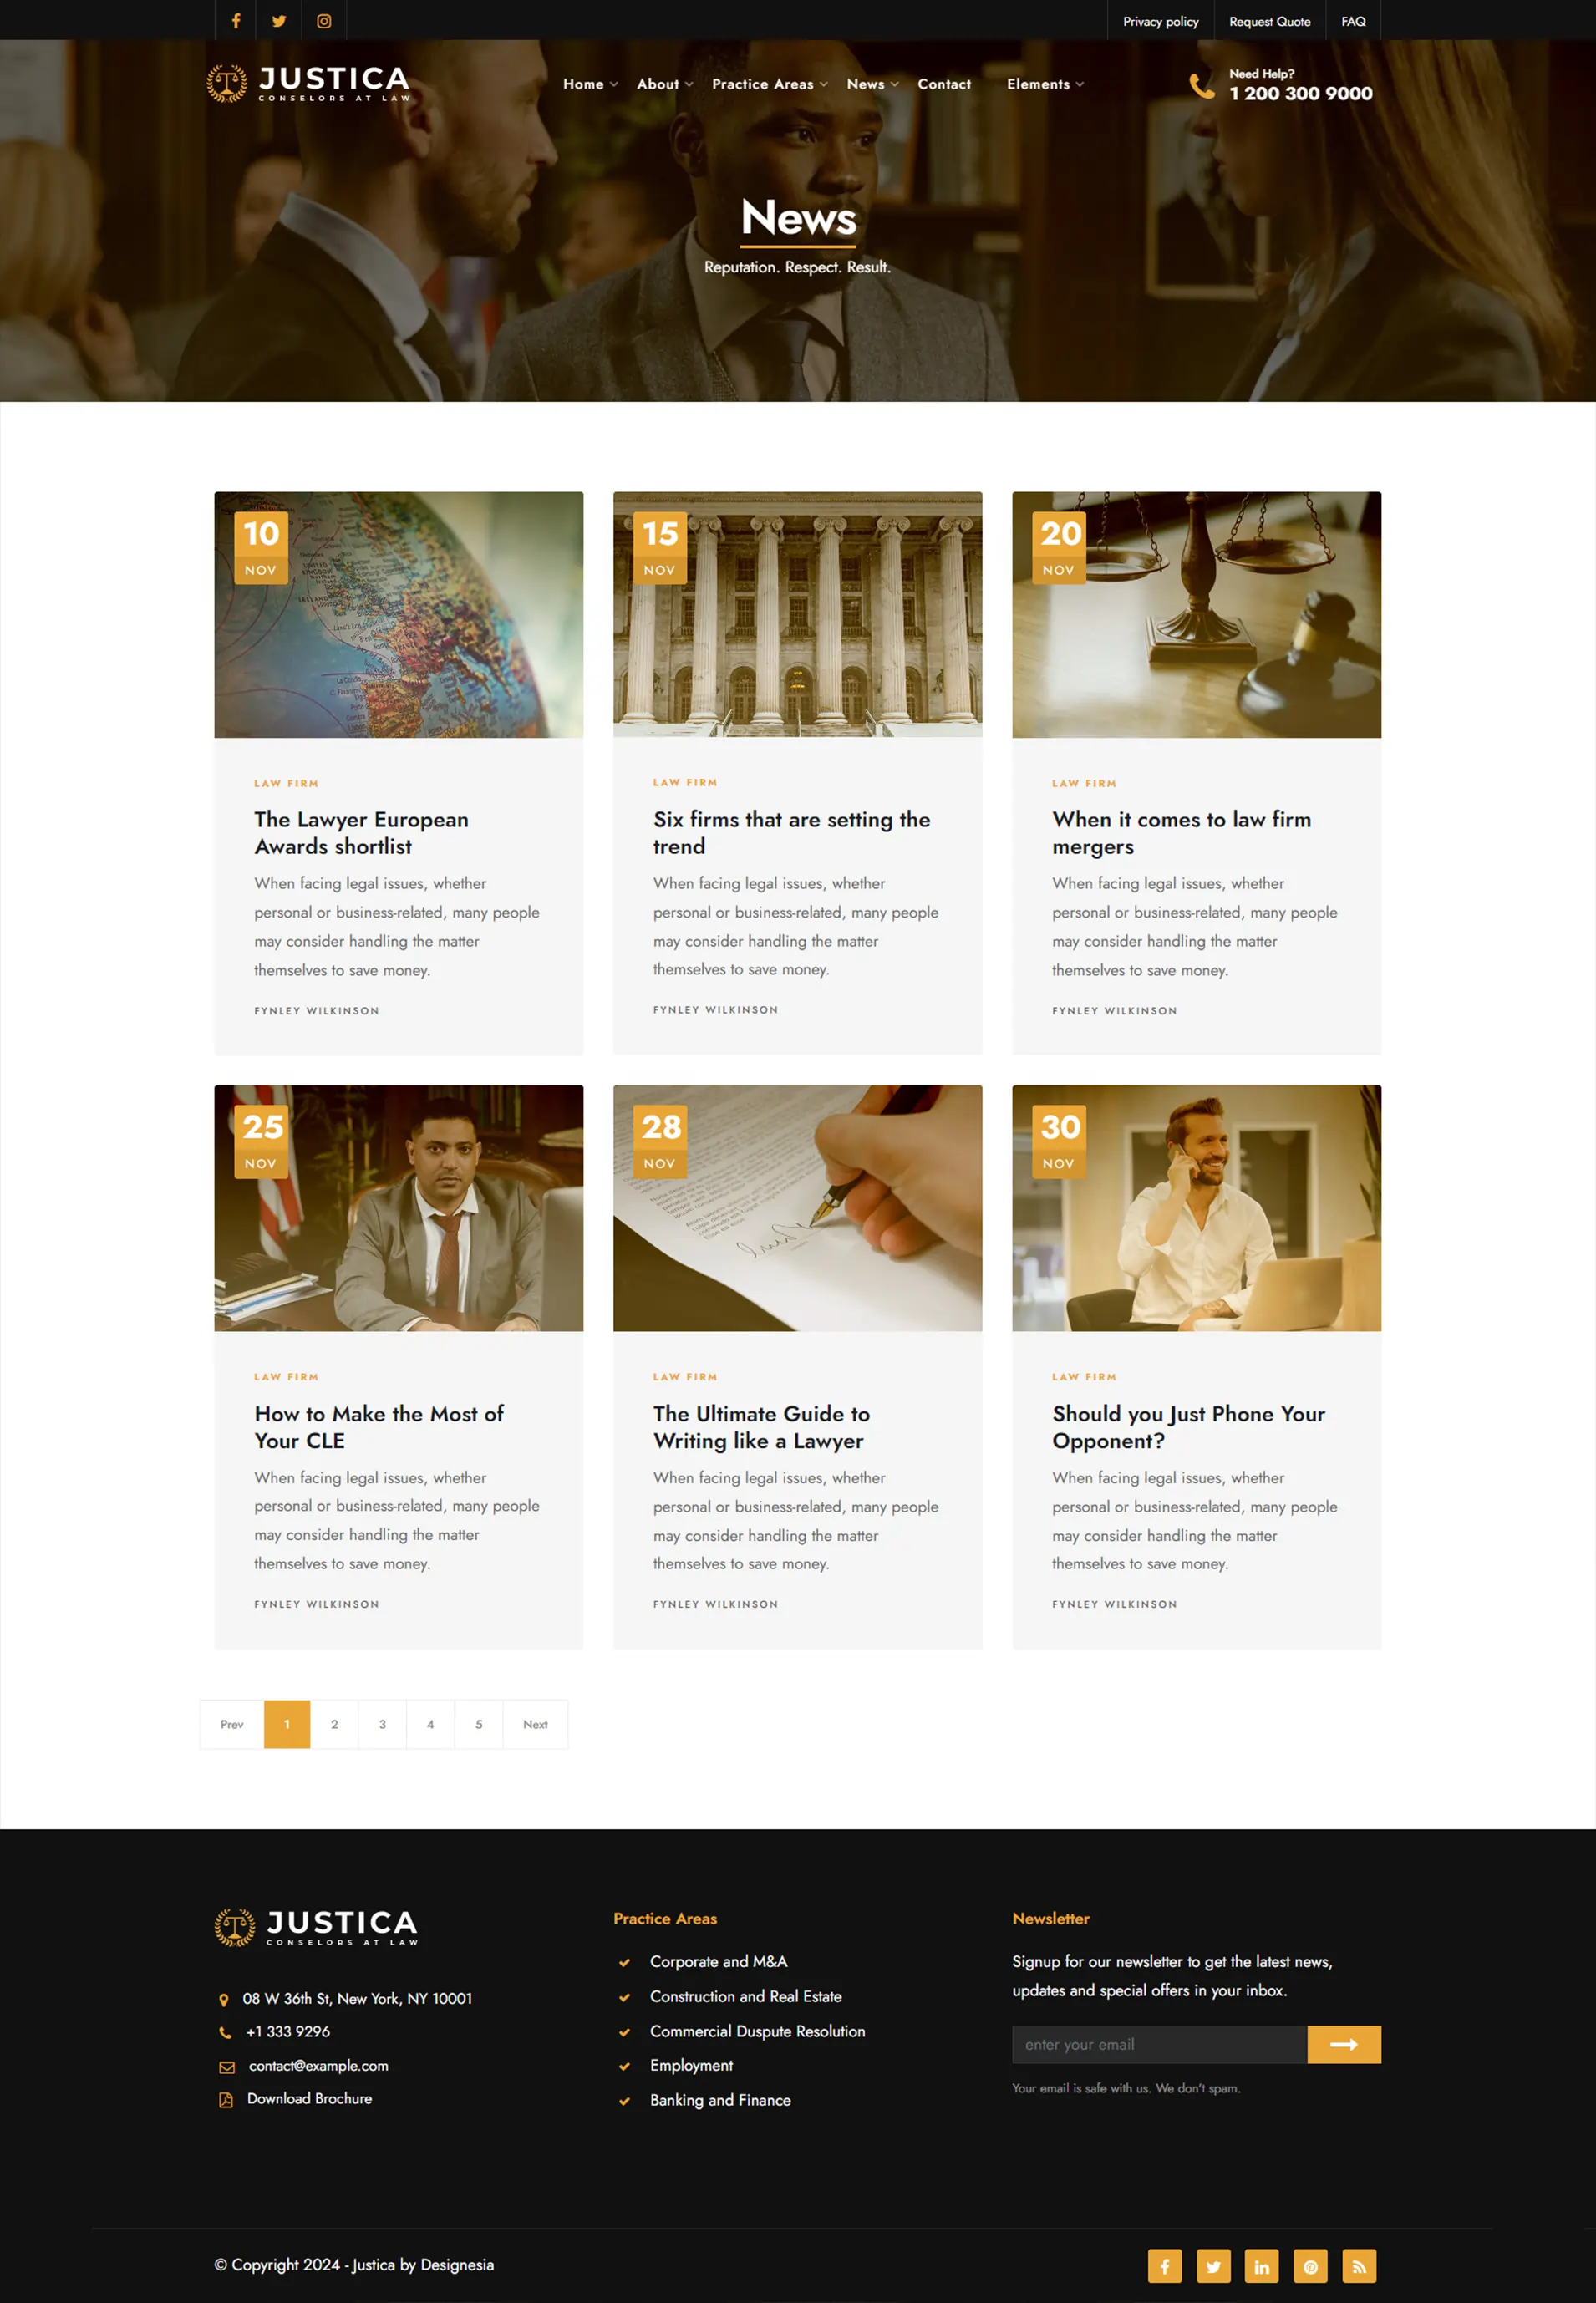 Privacy policy
Request Quote
FAQ
JUSTICA
CONSELORS AT LAW
Home
About
Practice Areas
News
Contact
Elements
Need Help?
1 200 300 9000
News
Reputation. Respect. Result.
10
NOV
LAW FIRM
The Lawyer European
Awards shortlist
When facing legal issues, whether
personal or business-related, many people
may consider handling the matter
themselves to save money.
FYNLEY WILKINSON
15
NOV
LAW FIRM
Six firms that are setting the
trend
When facing legal issues, whether
personal or business-related, many people
may consider handling the matter
themselves to save money.
FYNLEY WILKINSON
20
NOV
LAW FIRM
When it comes to law firm
mergers
When facing legal issues, whether
personal or business-related, many people
may consider handling the matter
themselves to save money.
FYNLEY WILKINSON
25
NOV
LAW FIRM
How to Make the Most of
Your CLE
When facing legal issues, whether
personal or business-related, many people
may consider handling the matter
themselves to save money.
FYNLEY WILKINSON
28
NOV
LAW FIRM
The Ultimate Guide to
Writing like a Lawyer
When facing legal issues, whether
personal or business-related, many people
may consider handling the matter
themselves to save money.
FYNLEY WILKINSON
30
NOV
LAW FIRM
Should you Just Phone Your
Opponent?
When facing legal issues, whether
personal or business-related, many people
may consider handling the matter
themselves to save money.
FYNLEY WILKINSON
Prev 1 2 3 4 5 Next
JUSTICA
CONSELORS AT LAW
08 W 36th St, New York, NY 10001
+1 333 9296
contact@example.com
Download Brochure
Practice Areas
Corporate and M&A
Construction and Real Estate
Commercial Duspute Resolution
Employment
Banking and Finance
Newsletter
Signup for our newsletter to get the latest news,
updates and special offers in your inbox.
enter your email
Your email is safe with us. We don't spam.
© Copyright 2024 - Justica by Designesia